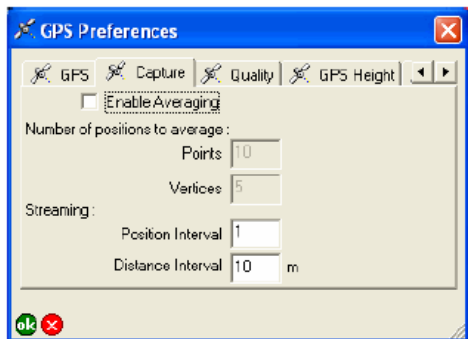 GPS Preferences
GPS Capture Quality GPS Height
Enable Averaging
Number of positions to average :
Points 10
Vertices 5
Streaming :
Position Interval 1
Distance Interval 10 m
ok